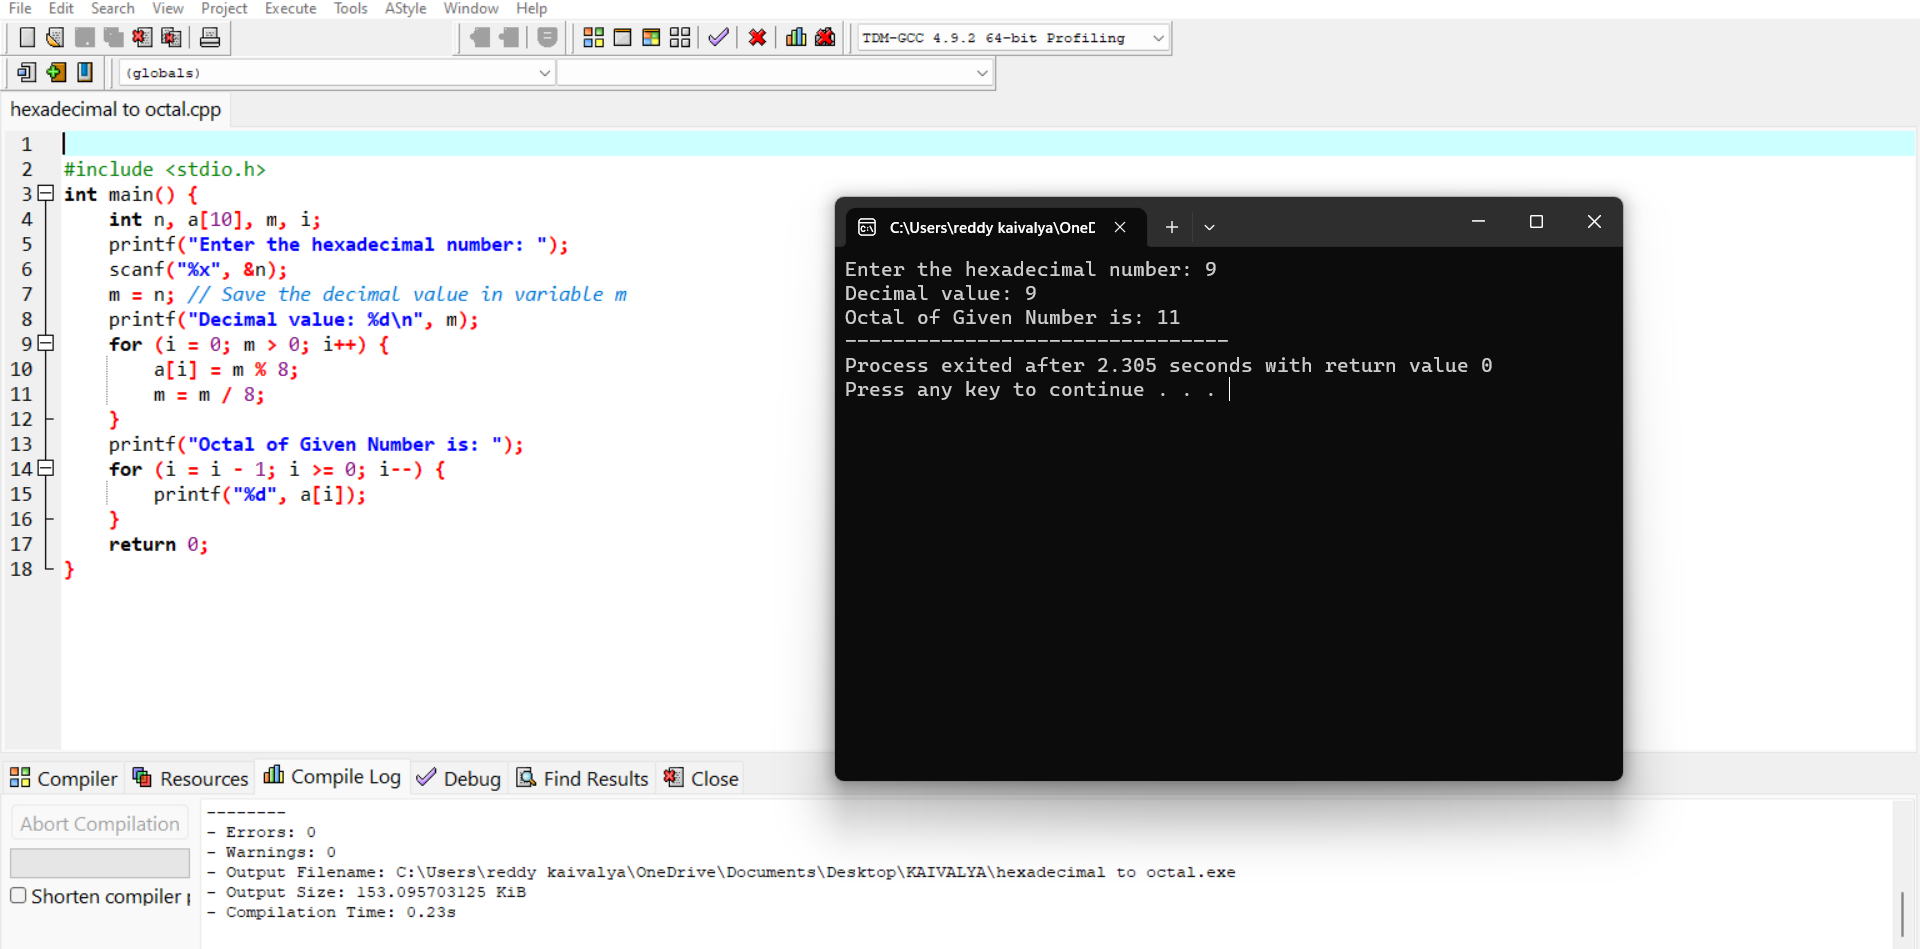 File Edit Search View Project Execute Tools AStyle Window Help
TDM-GCC 4.9.2 64-bit Profiling
(globals)
hexadecimal to octal.cpp
1
2 #include <stdio.h>
3 int main() {
4 int n, a[10], m, i;
5 printf("Enter the hexadecimal number: ");
6 scanf("%x", &n);
7 m = n; // Save the decimal value in variable m
8 printf("Decimal value: %d\n", m);
9 for (i = 0; m > 0; i++) {
10 a[i] = m % 8;
11 m = m / 8;
12 }
13 printf("Octal of Given Number is: ");
14 for (i = i - 1; i >= 0; i--) {
15 printf("%d", a[i]);
16 }
17 return 0;
18 }
C:\Users\reddy kaivalya\OneD
Enter the hexadecimal number: 9
Decimal value: 9
Octal of Given Number is: 11
--------------------------------
Process exited after 2.305 seconds with return value 0
Press any key to continue . . .
Compiler Resources Compile Log Debug Find Results Close
Abort Compilation
Shorten compiler p
--------
- Errors: 0
- Warnings: 0
- Output Filename: C:\Users\reddy kaivalya\OneDrive\Documents\Desktop\KAIVALYA\hexadecimal to octal.exe
- Output Size: 153.095703125 KiB
- Compilation Time: 0.23s